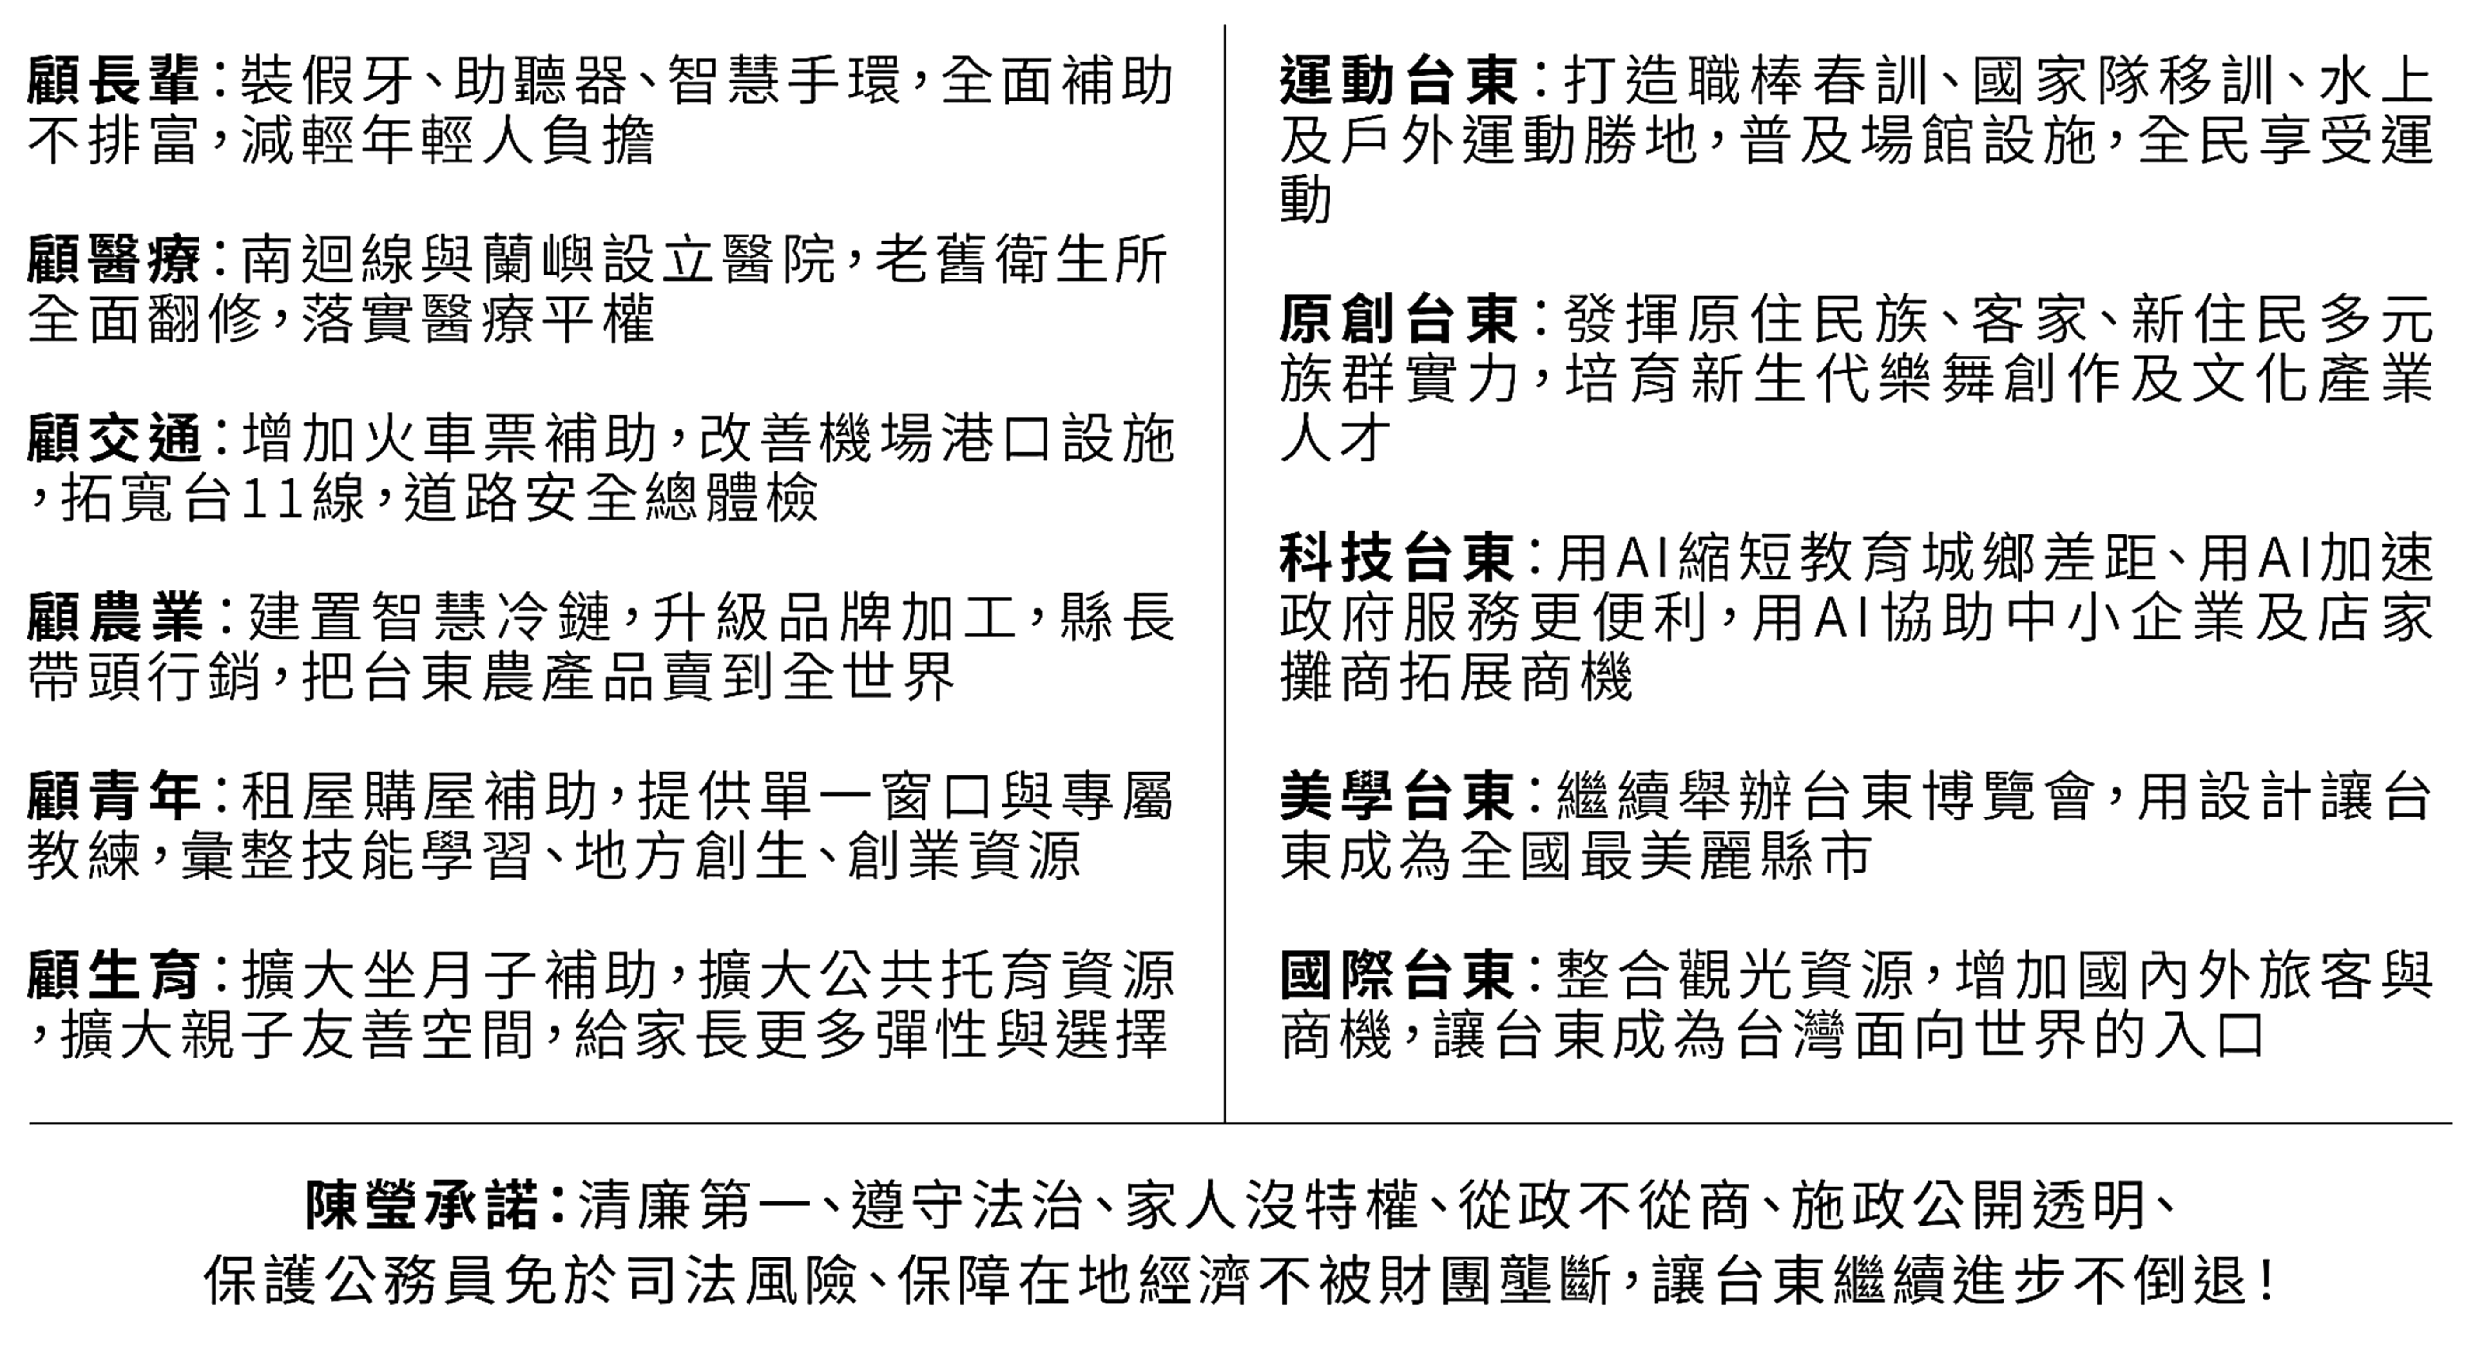 顧長輩：裝假牙、助聽器、智慧手環，全面補助
不排富，減輕年輕人負擔
顧醫療：南迴線與蘭嶼設立醫院，老舊衛生所
全面翻修，落實醫療平權
顧交通：增加火車票補助，改善機場港口設施
，拓寬台11線，道路安全總體檢
顧農業：建置智慧冷鏈，升級品牌加工，縣長
帶頭行銷，把台東農產品賣到全世界
顧青年：租屋購屋補助，提供單一窗口與專屬
教練，彙整技能學習、地方創生、創業資源
顧生育：擴大坐月子補助，擴大公共托育資源
，擴大親子友善空間，給家長更多彈性與選擇
運動台東：打造職棒春訓、國家隊移訓、水上
及戶外運動勝地，普及場館設施，全民享受運
動
原創台東：發揮原住民族、客家、新住民多元
族群實力，培育新生代樂舞創作及文化產業
人才
科技台東：用AI縮短教育城鄉差距、用AI加速
政府服務更便利，用AI協助中小企業及店家
攤商拓展商機
美學台東：繼續舉辦台東博覽會，用設計讓台
東成為全國最美麗縣市
國際台東：整合觀光資源，增加國內外旅客與
商機，讓台東成為台灣面向世界的入口
陳瑩承諾：清廉第一、遵守法治、家人沒特權、從政不從商、施政公開透明、
保護公務員免於司法風險、保障在地經濟不被財團壟斷，讓台東繼續進步不倒退！